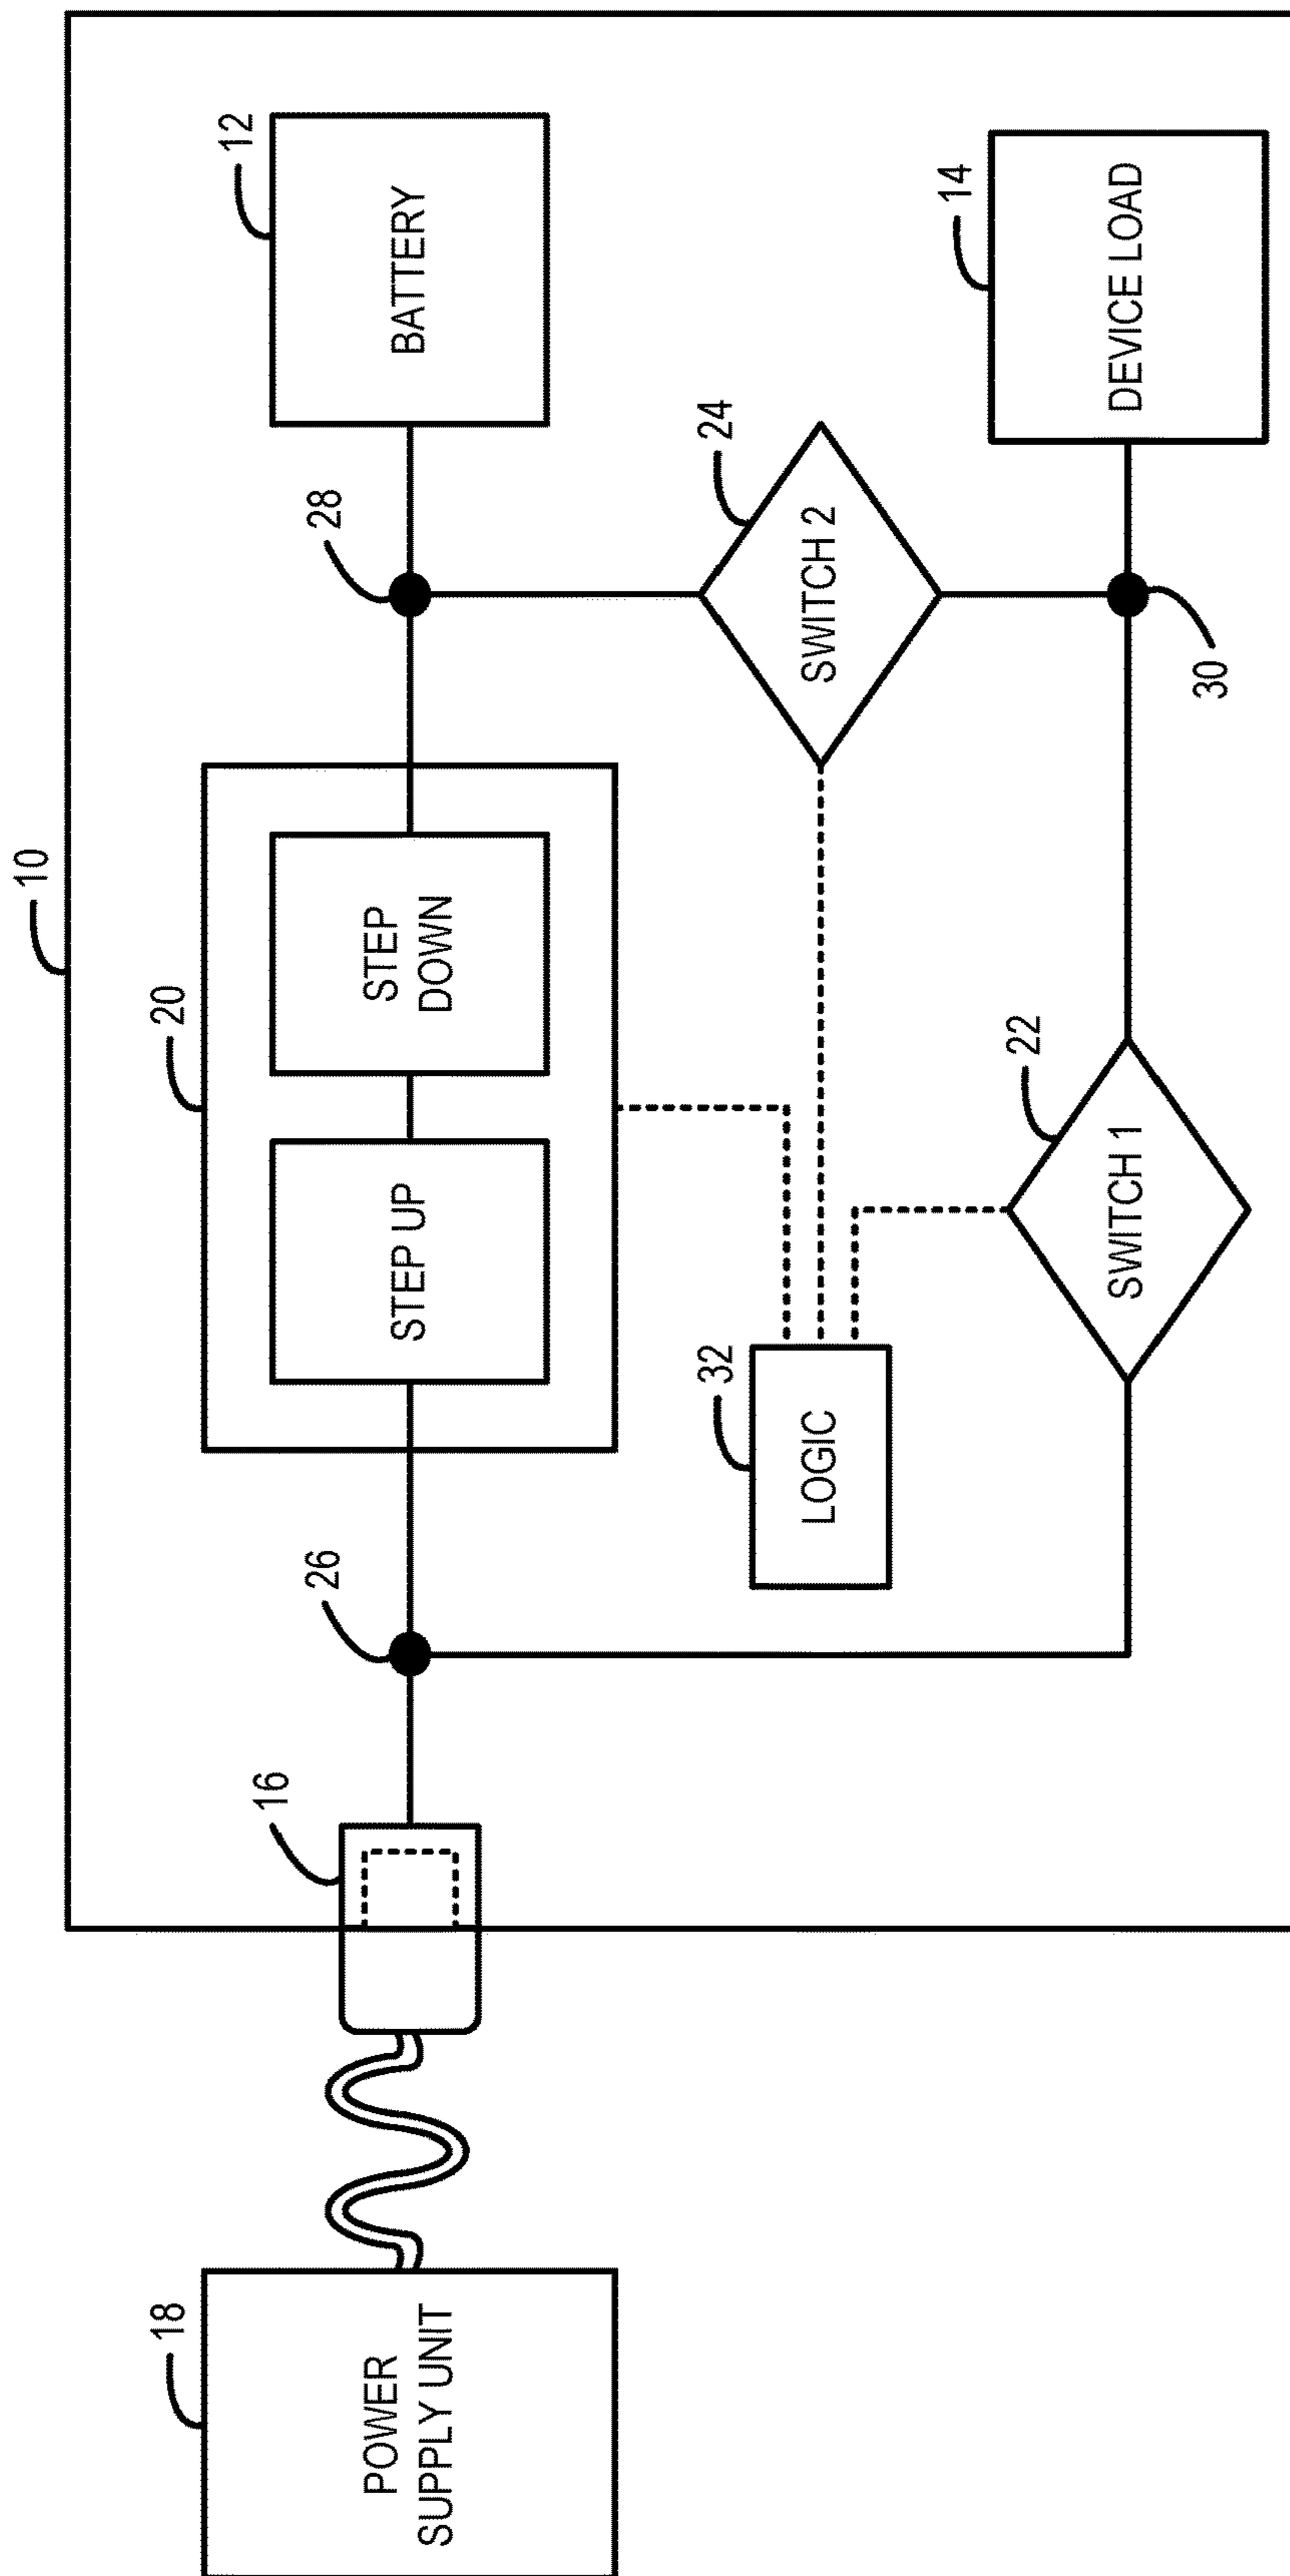 10
20
12
STEP UP
STEP
DOWN
BATTERY
26
28
16
18
POWER
SUPPLY UNIT
32
LOGIC
24
SWITCH 2
22
SWITCH 1
14
DEVICE LOAD
30